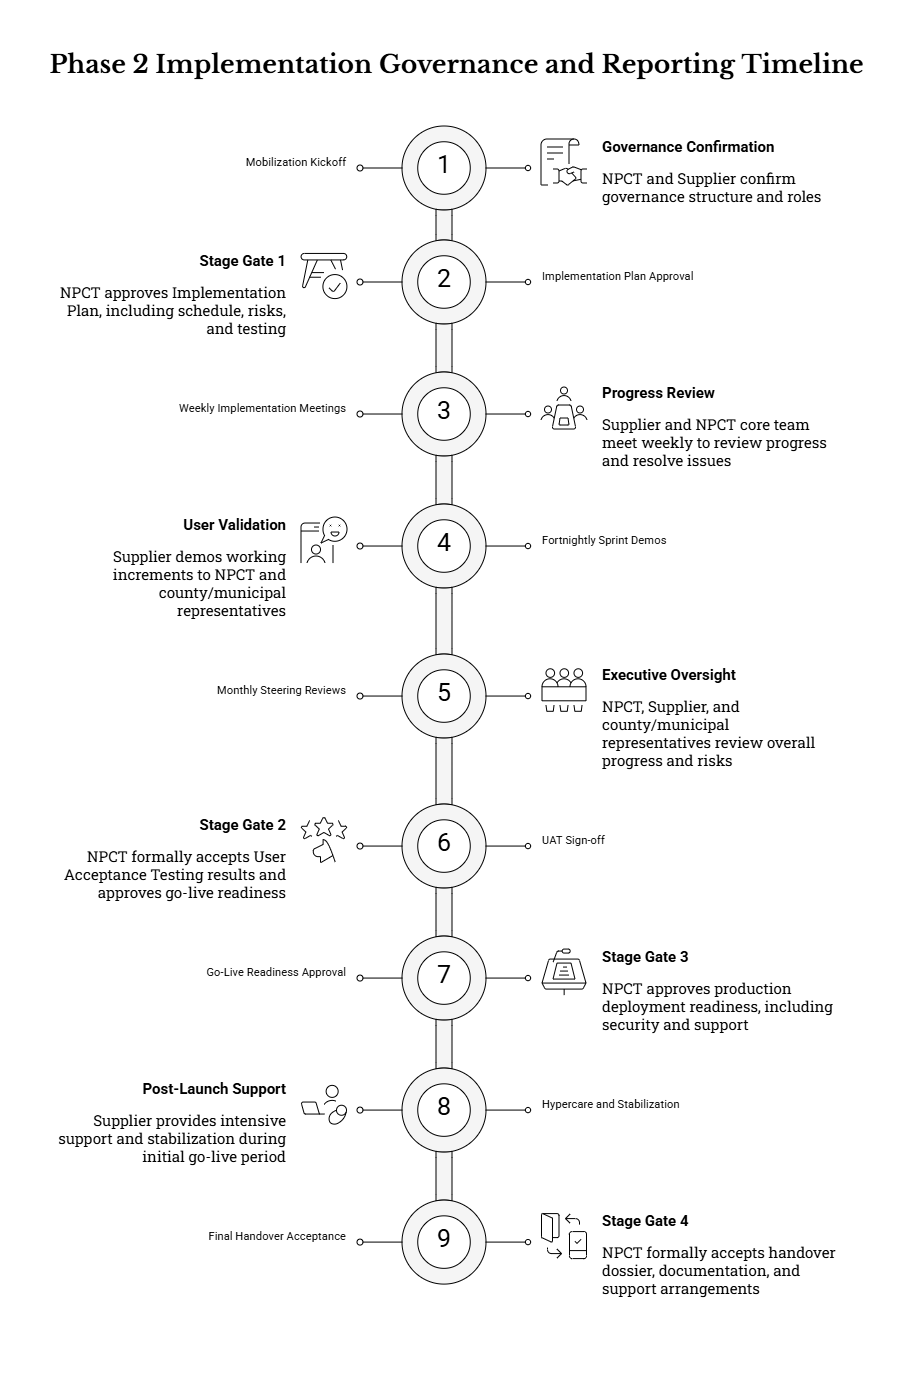 Phase 2 Implementation Governance and Reporting Timeline
Mobilization Kickoff
1
Governance Confirmation
NPCT and Supplier confirm
governance structure and roles
Stage Gate 1
NPCT approves Implementation
Plan, including schedule, risks,
and testing
2
Implementation Plan Approval
Weekly Implementation Meetings
3
Progress Review
Supplier and NPCT core team
meet weekly to review progress
and resolve issues
User Validation
Supplier demos working
increments to NPCT and
county/municipal
representatives
4
Fortnightly Sprint Demos
Monthly Steering Reviews
5
Executive Oversight
NPCT, Supplier, and
county/municipal
representatives review overall
progress and risks
Stage Gate 2
NPCT formally accepts User
Acceptance Testing results and
approves go-live readiness
6
UAT Sign-off
Go-Live Readiness Approval
7
Stage Gate 3
NPCT approves production
deployment readiness, including
security and support
Post-Launch Support
Supplier provides intensive
support and stabilization during
initial go-live period
8
Hypercare and Stabilization
Final Handover Acceptance
9
Stage Gate 4
NPCT formally accepts handover
dossier, documentation, and
support arrangements